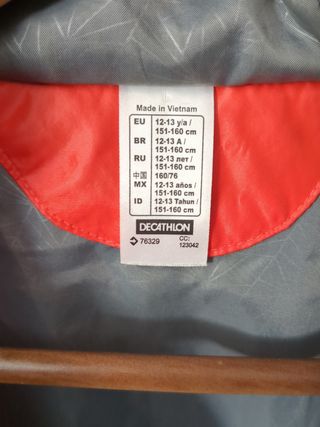 Made in Vietnam
EU 12-13 y/a /
151-160 cm
BR 12-13 A /
151-160 cm
RU 12-13 лет /
151-160 cm
中国 160/76
MX 12-13 años /
151-160 cm
ID 12-13 Tahun /
151-160 cm
DECATHLON
76329 CC:
123042